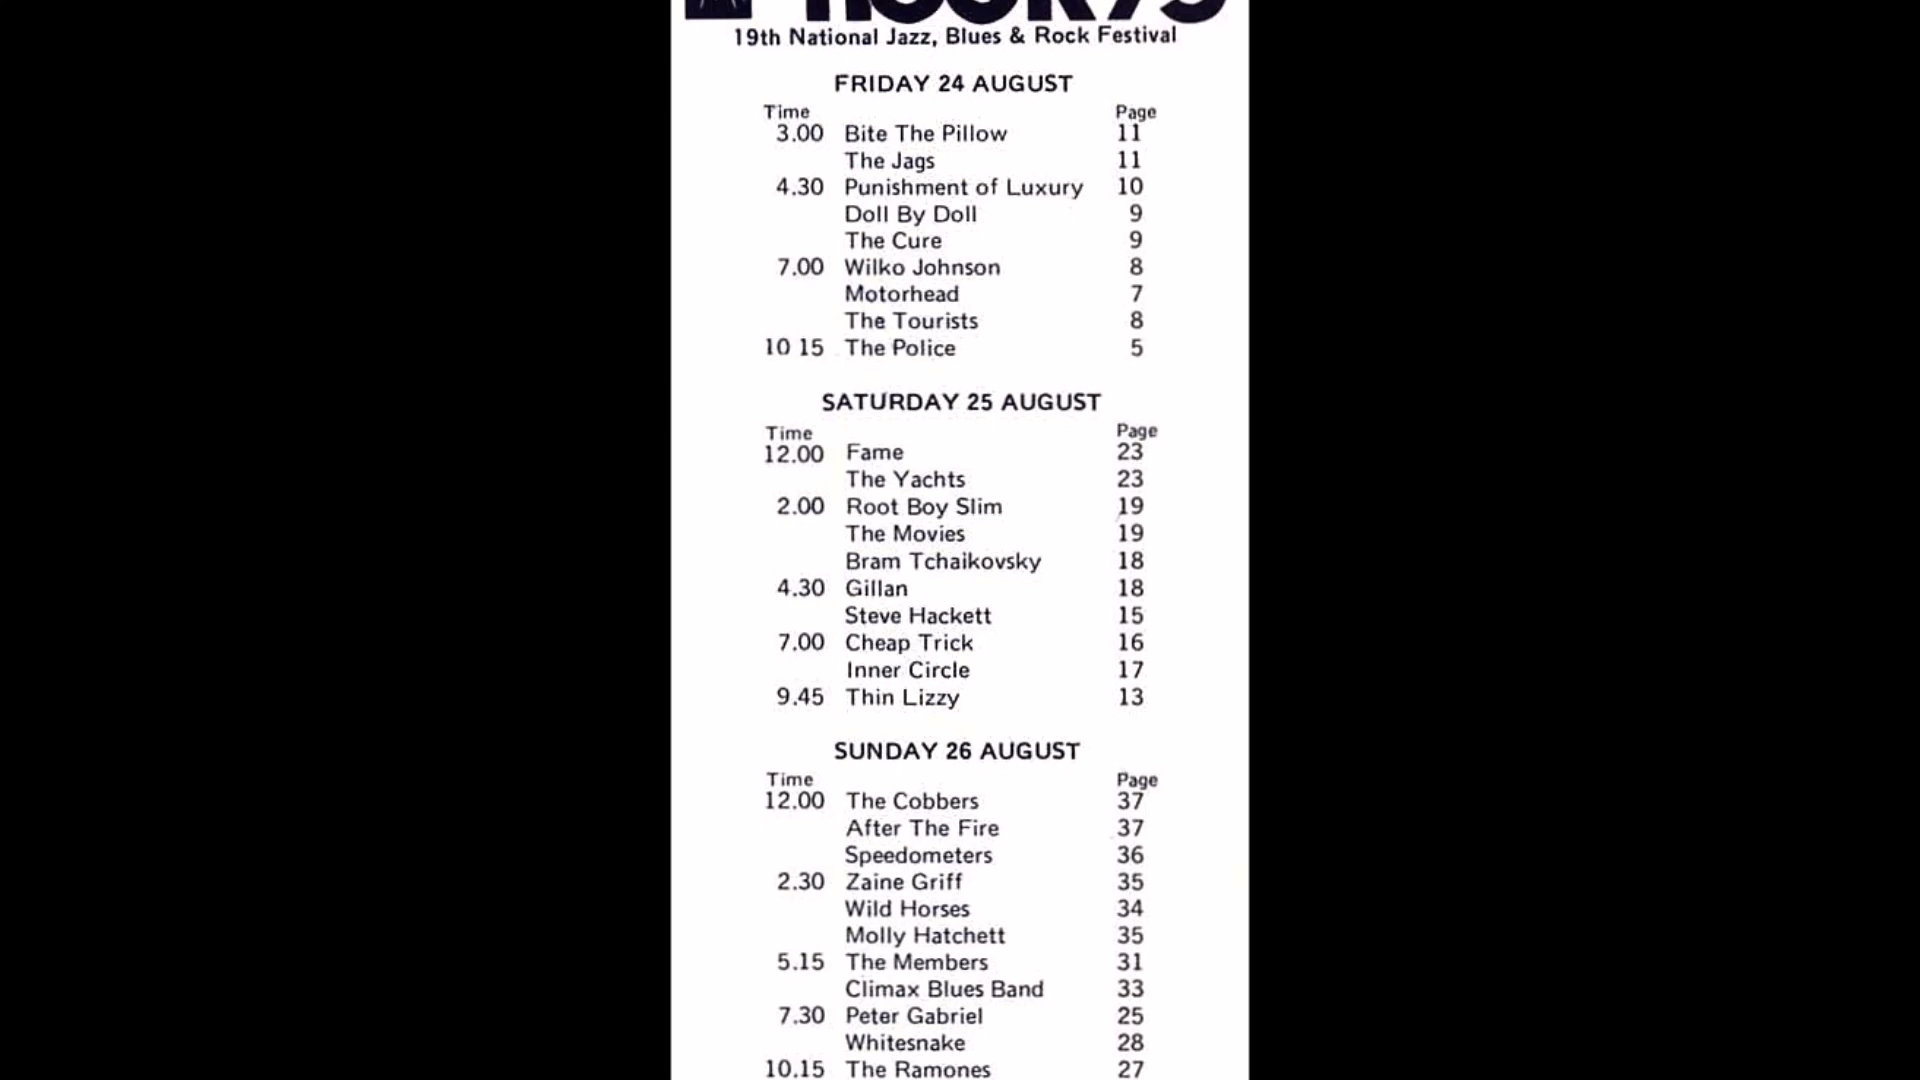 19th National Jazz, Blues & Rock Festival
FRIDAY 24 AUGUST
Time Page
3.00 Bite The Pillow 11
The Jags 11
4.30 Punishment of Luxury 10
Doll By Doll 9
The Cure 9
7.00 Wilko Johnson 8
Motorhead 7
The Tourists 8
10 15 The Police 5
SATURDAY 25 AUGUST
Time Page
12.00 Fame 23
The Yachts 23
2.00 Root Boy Slim 19
The Movies 19
Bram Tchaikovsky 18
4.30 Gillan 18
Steve Hackett 15
7.00 Cheap Trick 16
Inner Circle 17
9.45 Thin Lizzy 13
SUNDAY 26 AUGUST
Time Page
12.00 The Cobbers 37
After The Fire 37
Speedometers 36
2.30 Zaine Griff 35
Wild Horses 34
Molly Hatchett 35
5.15 The Members 31
Climax Blues Band 33
7.30 Peter Gabriel 25
Whitesnake 28
10.15 The Ramones 27